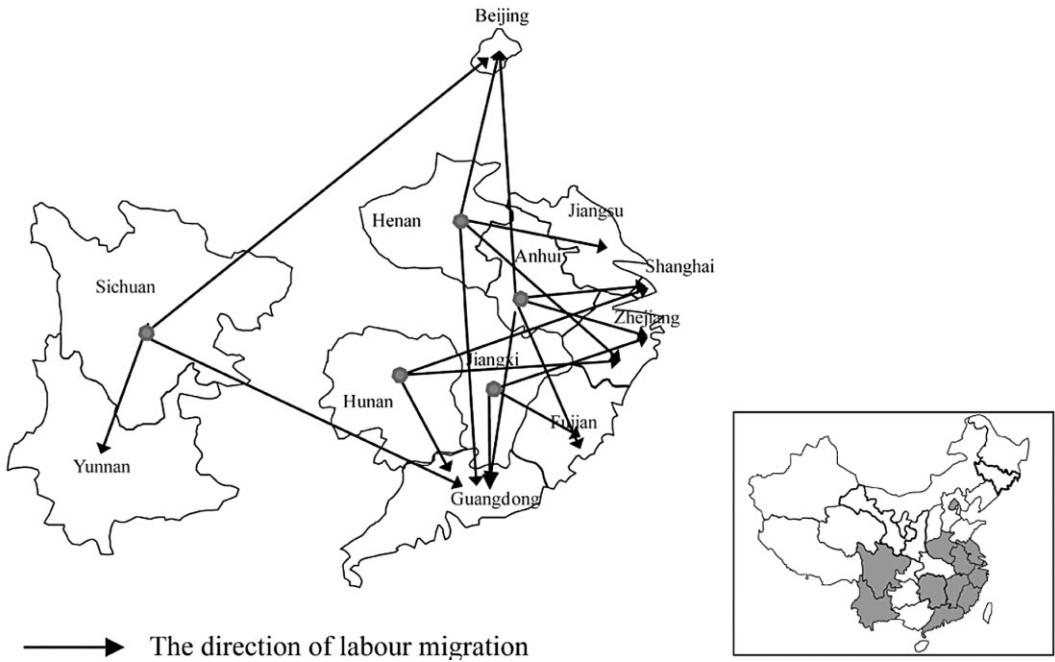 Beijing
Henan
Jiangsu
Anhui
Shanghai
Sichuan
Zhejiang
Jiangxi
Hunan
Fujian
Yunnan
Guangdong
The direction of labour migration